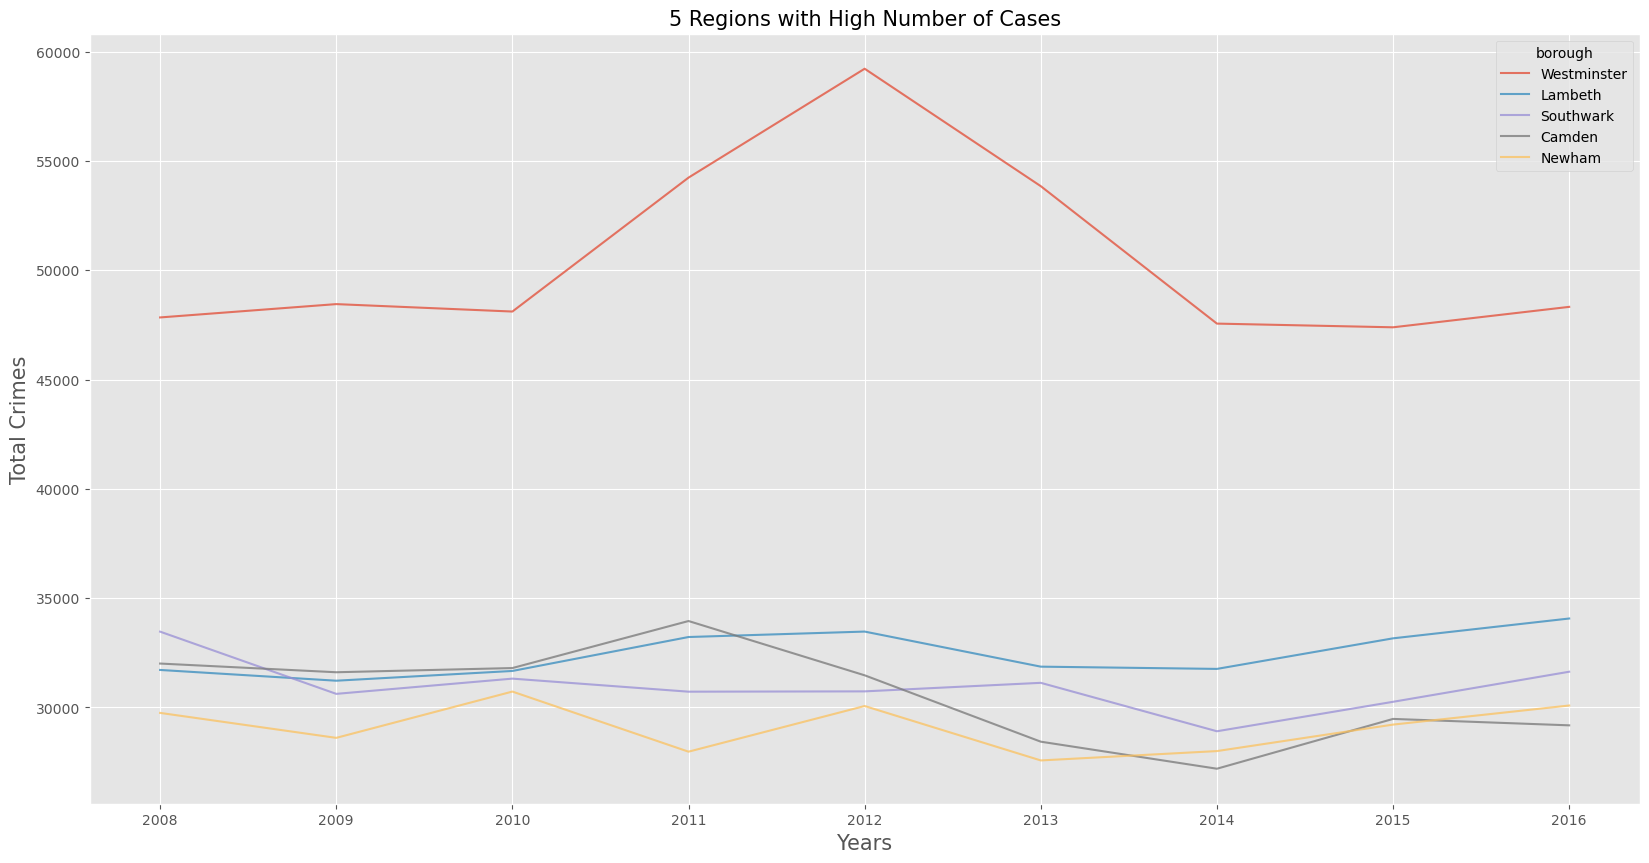 5 Regions with High Number of Cases
60000
55000
50000
45000
40000
35000
30000
Total Crimes
borough
Westminster
Lambeth
Southwark
Camden
Newham
2008 2009 2010 2011 2012 2013 2014 2015 2016
Years